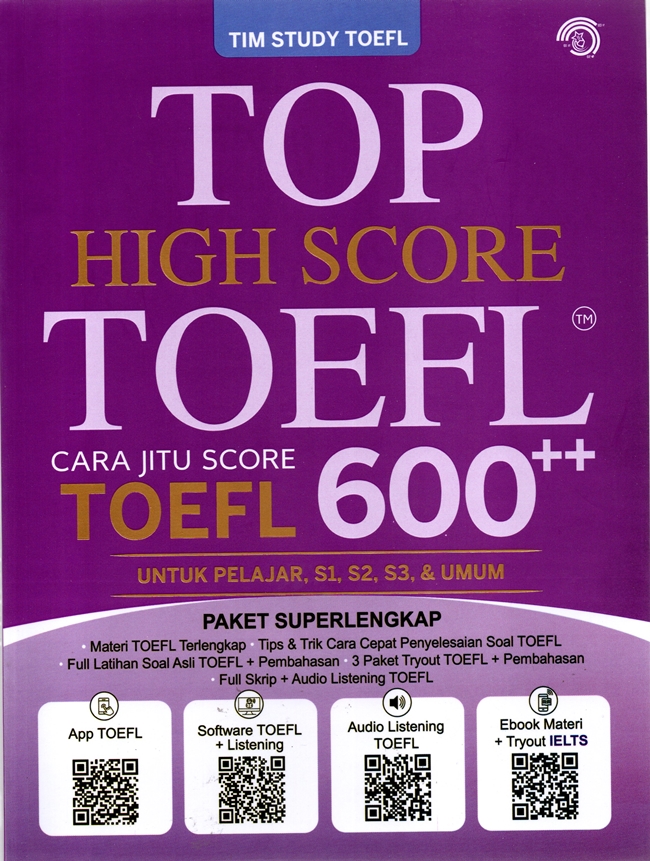 TIM STUDY TOEFL
TOP
HIGH SCORE
TOEFL™
CARA JITU SCORE
TOEFL 600++
UNTUK PELAJAR, S1, S2, S3, & UMUM
PAKET SUPERLENGKAP
• Materi TOEFL Terlengkap • Tips & Trik Cara Cepat Penyelesaian Soal TOEFL
• Full Latihan Soal Asli TOEFL + Pembahasan • 3 Paket Tryout TOEFL + Pembahasan
• Full Skrip + Audio Listening TOEFL
App TOEFL
Software TOEFL
+ Listening
Audio Listening
TOEFL
Ebook Materi
+ Tryout IELTS